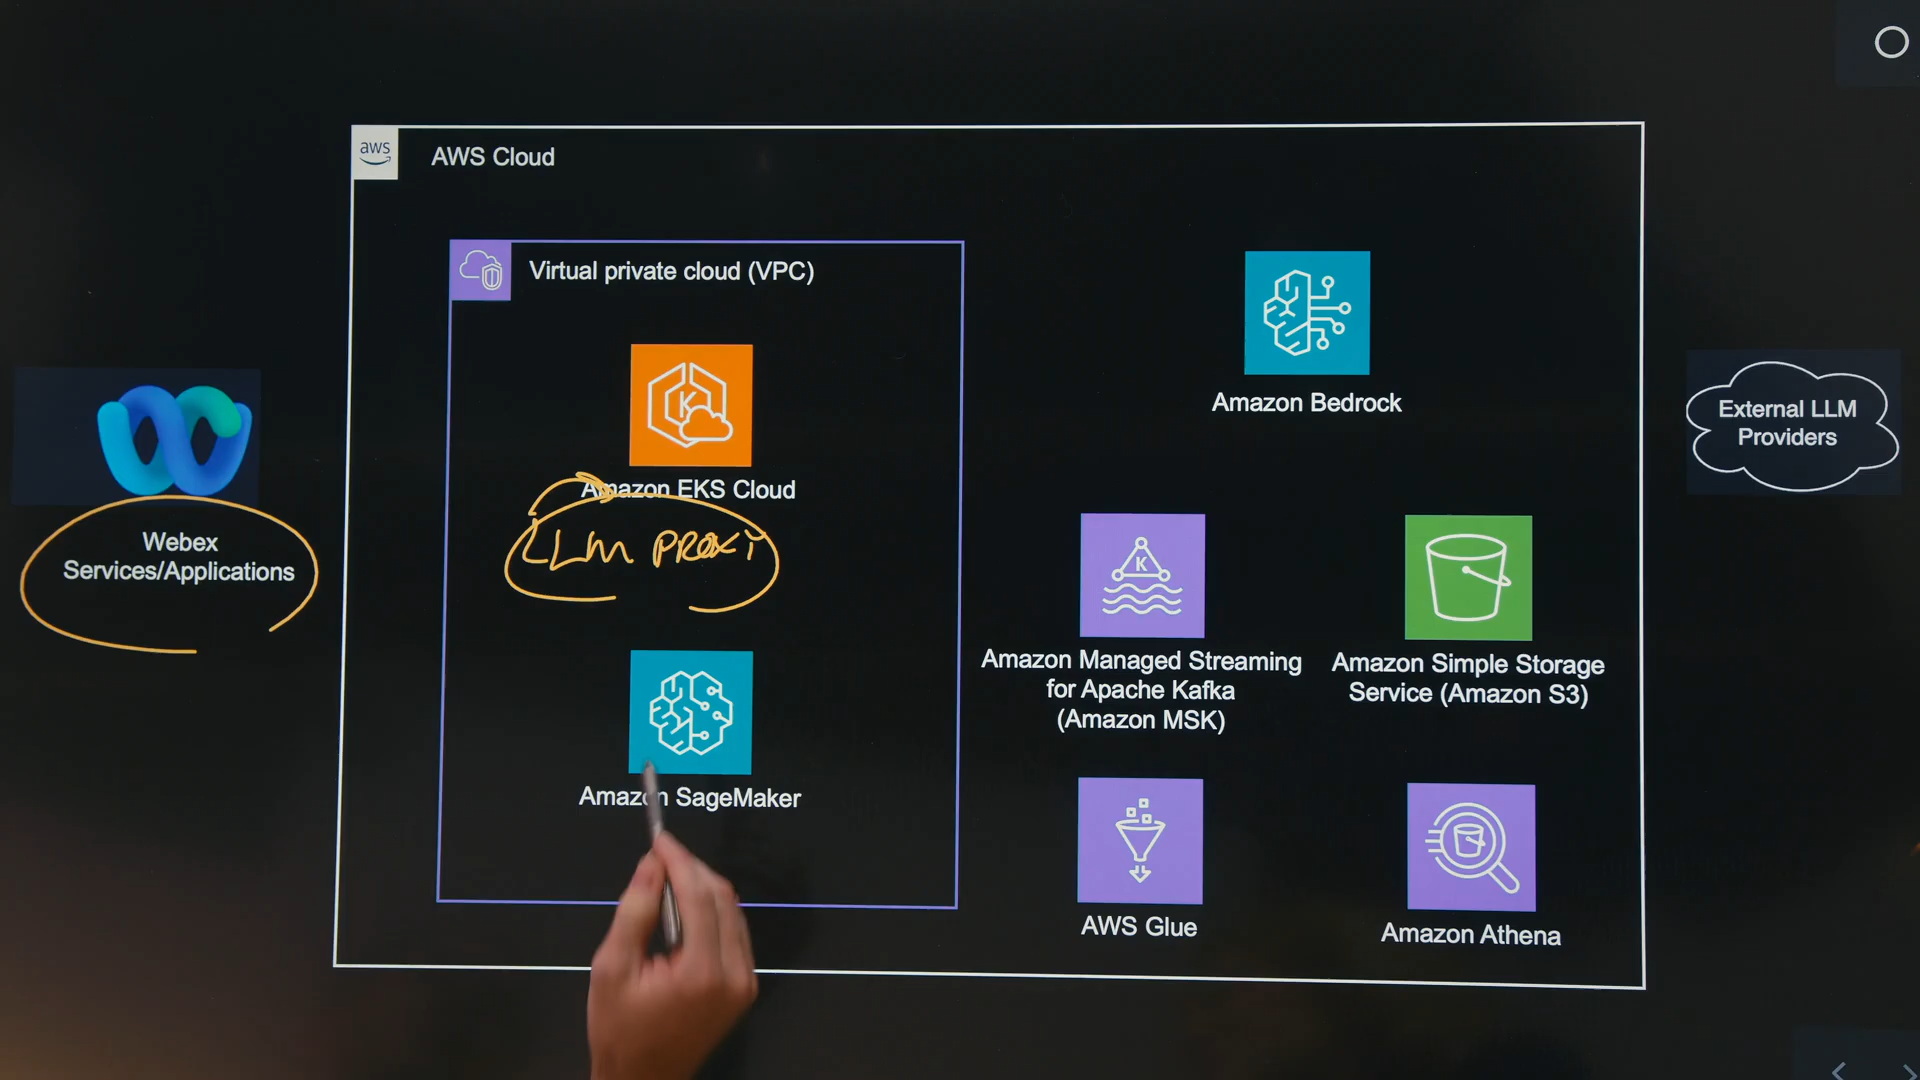 aws
AWS Cloud
Virtual private cloud (VPC)
Amazon EKS Cloud
LLM PROXY
Amazon SageMaker
Webex
Services/Applications
Amazon Bedrock
Amazon Managed Streaming
for Apache Kafka
(Amazon MSK)
Amazon Simple Storage
Service (Amazon S3)
AWS Glue
Amazon Athena
External LLM
Providers